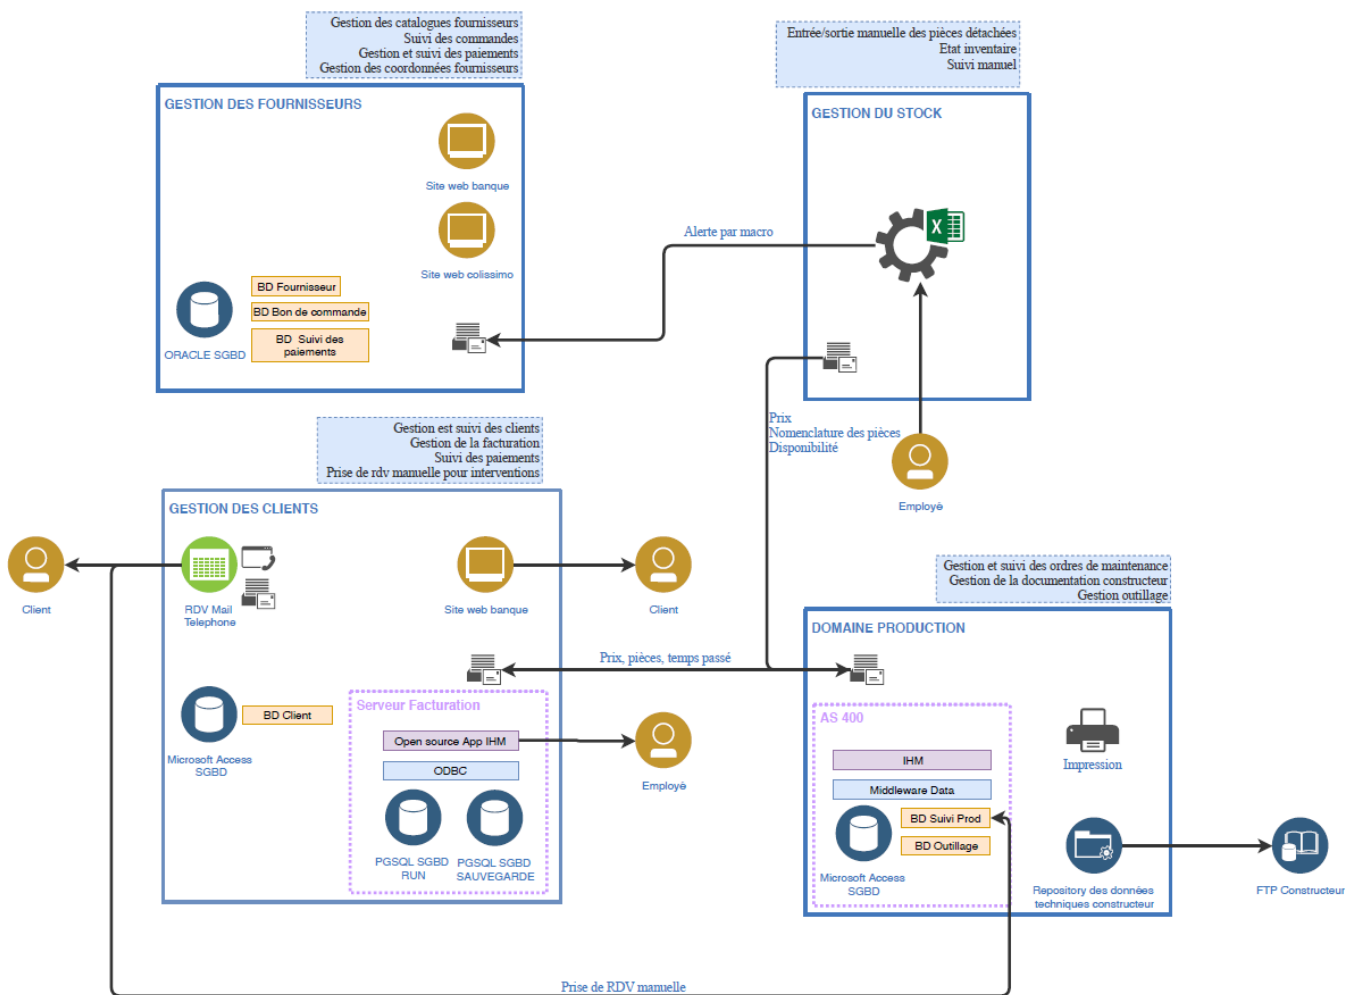 Gestion des catalogues fournisseurs
Suivi des commandes
Gestion et suivi des paiements
Gestion des coordonnées fournisseurs
GESTION DES FOURNISSEURS
Site web banque
Site web colissimo
BD Fournisseur
BD Bon de commande
BD Suivi des
paiements
ORACLE SGBD
Alerte par macro
Entrée/sortie manuelle des pièces détachées
Etat inventaire
Suivi manuel
GESTION DU STOCK
X
Prix
Nomenclature des pièces
Disponibilité
Employé
Gestion est suivi des clients
Gestion de la facturation
Suivi des paiements
Prise de rdv manuelle pour interventions
GESTION DES CLIENTS
Client
RDV Mail
Telephone
Site web banque
Client
Prix, pièces, temps passé
BD Client
Microsoft Access
SGBD
Serveur Facturation
Open source App IHM
ODBC
PGSQL SGBD
RUN
PGSQL SGBD
SAUVEGARDE
Employé
Gestion et suivi des ordres de maintenance
Gestion de la documentation constructeur
Gestion outillage
DOMAINE PRODUCTION
AS 400
IHM
Middleware Data
BD Suivi Prod
BD Outillage
Microsoft Access
SGBD
Impression
Repository des données
techniques constructeur
FTP Constructeur
Prise de RDV manuelle